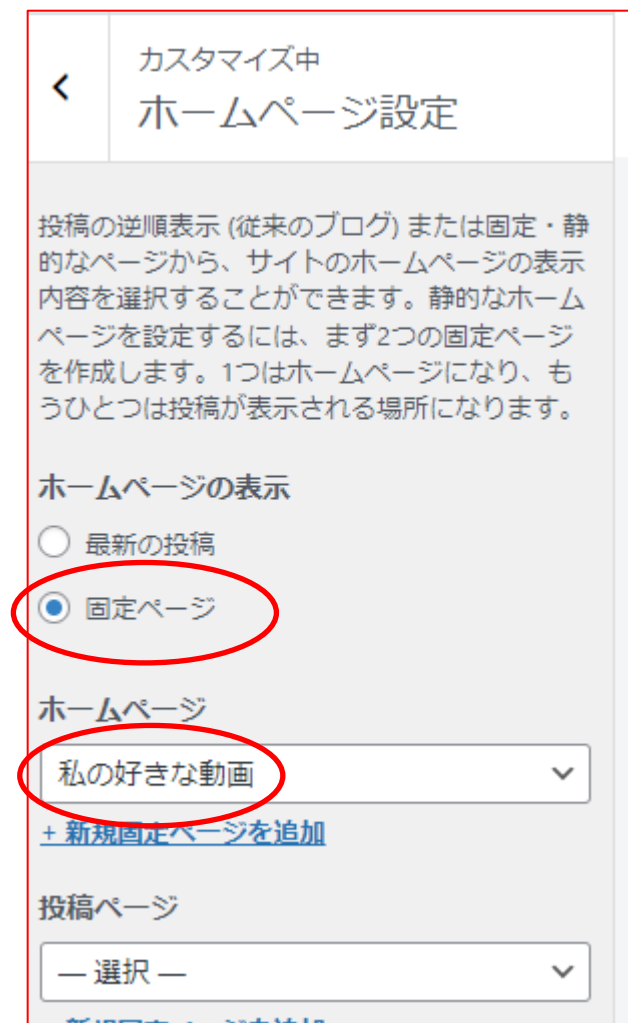 カスタマイズ中
ホームページ設定
投稿の逆順表示 (従来のブログ) または固定・静
的なページから、サイトのホームページの表示
内容を選択することができます。静的なホーム
ページを設定するには、まず2つの固定ページ
を作成します。1つはホームページになり、も
うひとつは投稿が表示される場所になります。
ホームページの表示
最新の投稿
固定ページ
ホームページ
私の好きな動画
+ 新規固定ページを追加
投稿ページ
— 選択 —